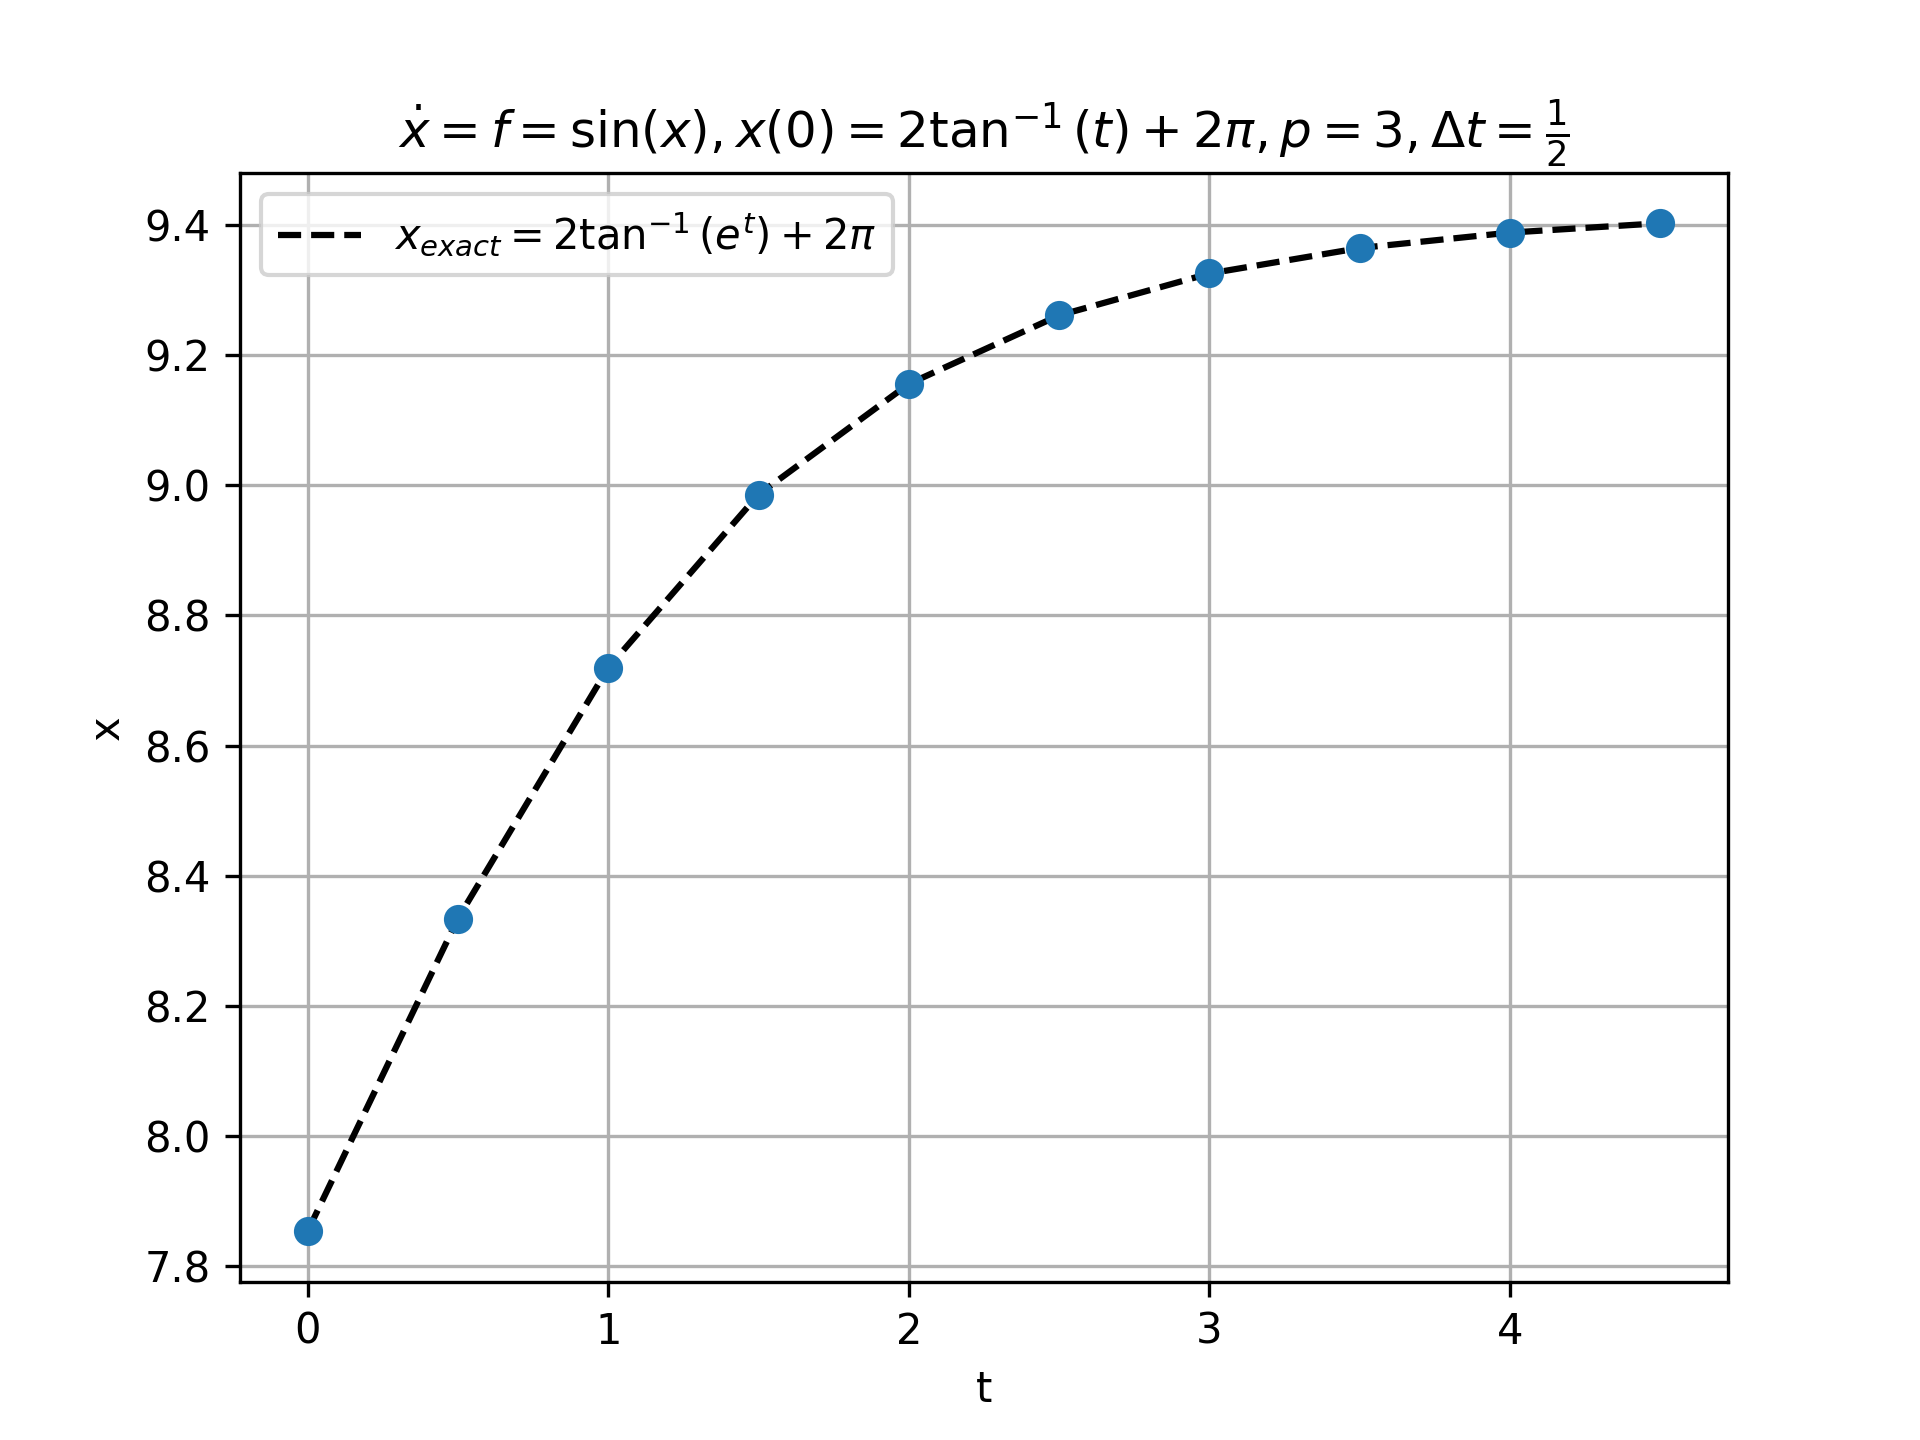 ẋ = f = sin(x), x(0) = 2tan⁻¹(t) + 2π, p = 3, Δt = 1/2
x_exact = 2tan⁻¹(eᵗ) + 2π
9.4
9.2
9.0
8.8
8.6
8.4
8.2
8.0
7.8
x
0 1 2 3 4
t